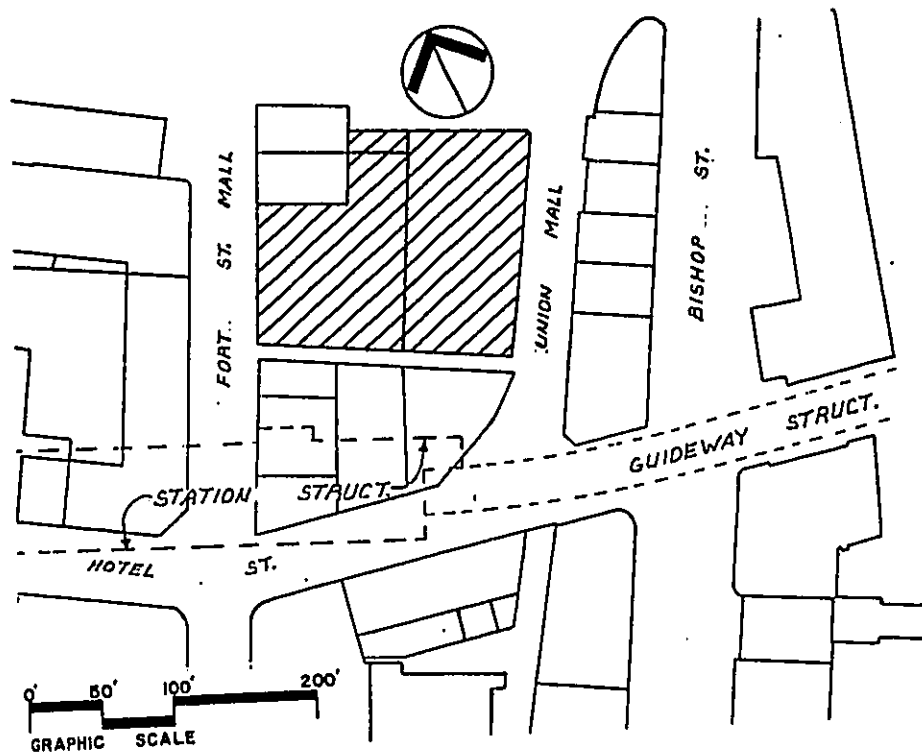 FORT.. ST. MALL
UNION MALL
BISHOP ... ST.
GUIDEWAY STRUCT.
STATION STRUCT.
HOTEL ST.
0' 50' 100' 200'
GRAPHIC SCALE